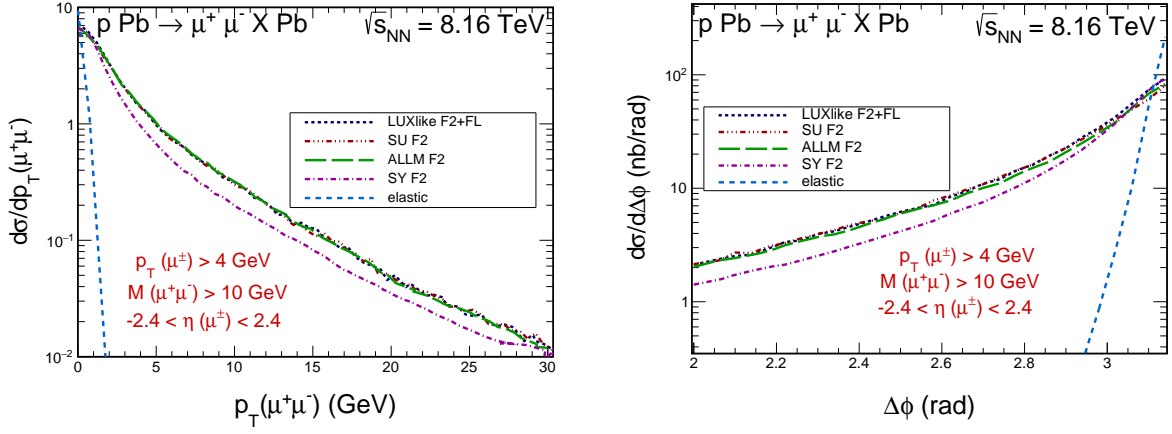 p Pb → μ⁺ μ⁻ X Pb √s_NN = 8.16 TeV
10
1
10⁻¹
10⁻²
dσ/dp_T(μ⁺μ⁻)
LUXlike F2+FL
SU F2
ALLM F2
SY F2
elastic
p_T (μ^±) > 4 GeV
M (μ⁺μ⁻) > 10 GeV
-2.4 < η (μ^±) < 2.4
0 5 10 15 20 25 30
p_T(μ⁺μ⁻) (GeV)
p Pb → μ⁺ μ⁻ X Pb √s_NN = 8.16 TeV
10²
10
1
dσ/dΔϕ (nb/rad)
LUXlike F2+FL
SU F2
ALLM F2
SY F2
elastic
p_T (μ^±) > 4 GeV
M (μ⁺μ⁻) > 10 GeV
-2.4 < η (μ^±) < 2.4
2 2.2 2.4 2.6 2.8 3
Δϕ (rad)